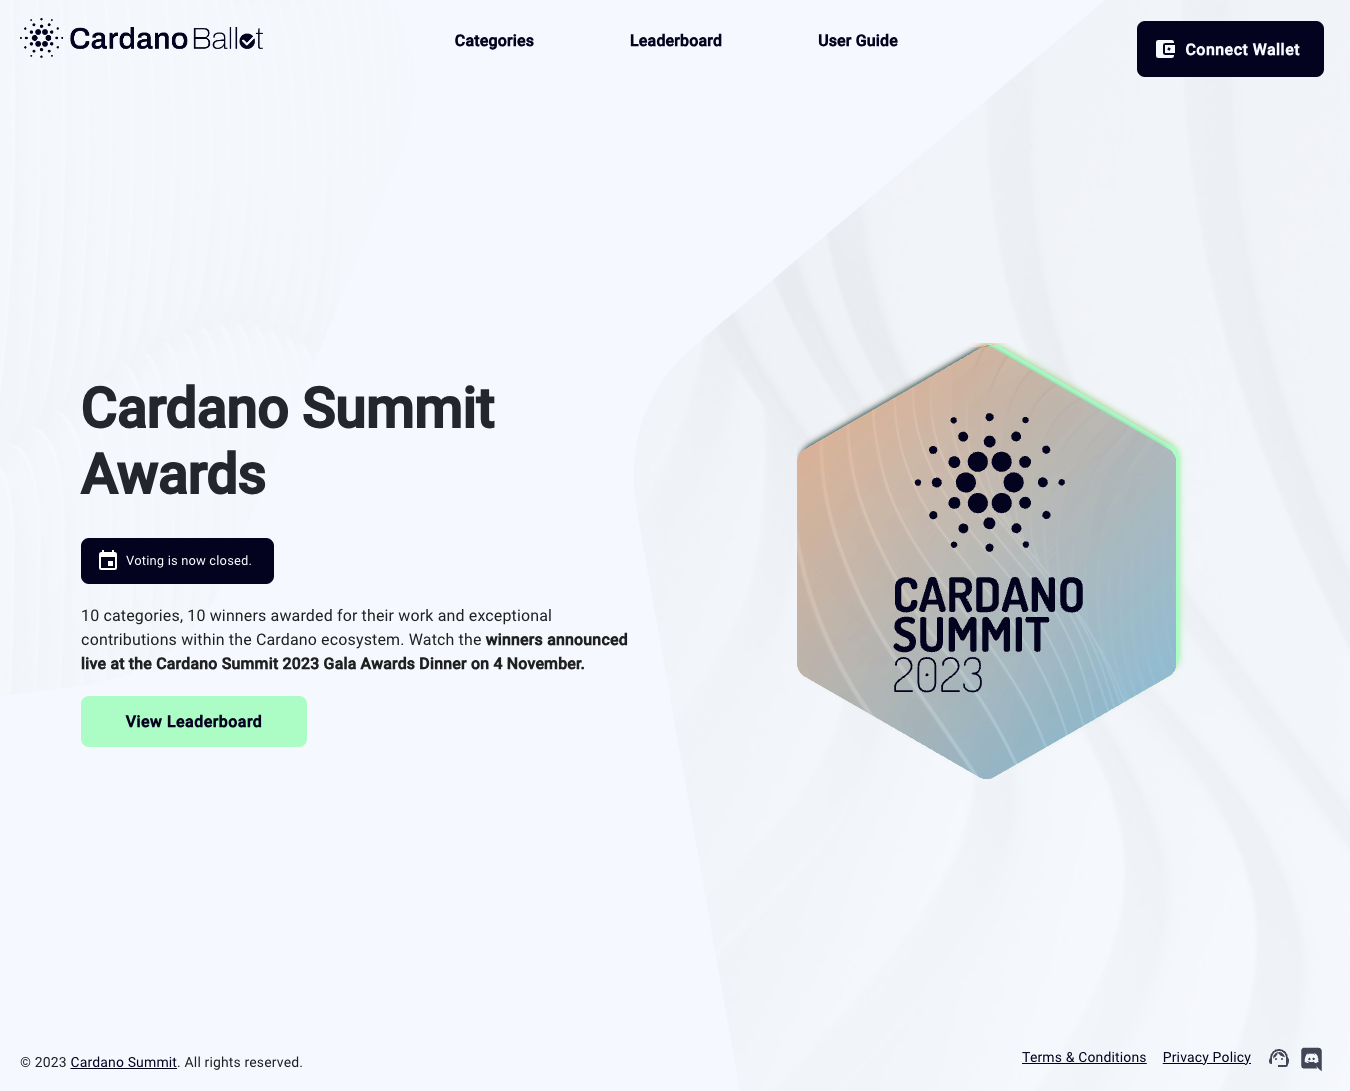 Cardano Ballot
Categories
Leaderboard
User Guide
Connect Wallet
Cardano Summit
Awards
Voting is now closed.
10 categories, 10 winners awarded for their work and exceptional
contributions within the Cardano ecosystem. Watch the winners announced
live at the Cardano Summit 2023 Gala Awards Dinner on 4 November.
View Leaderboard
CARDANO
SUMMIT
2023
© 2023 Cardano Summit. All rights reserved.
Terms & Conditions
Privacy Policy